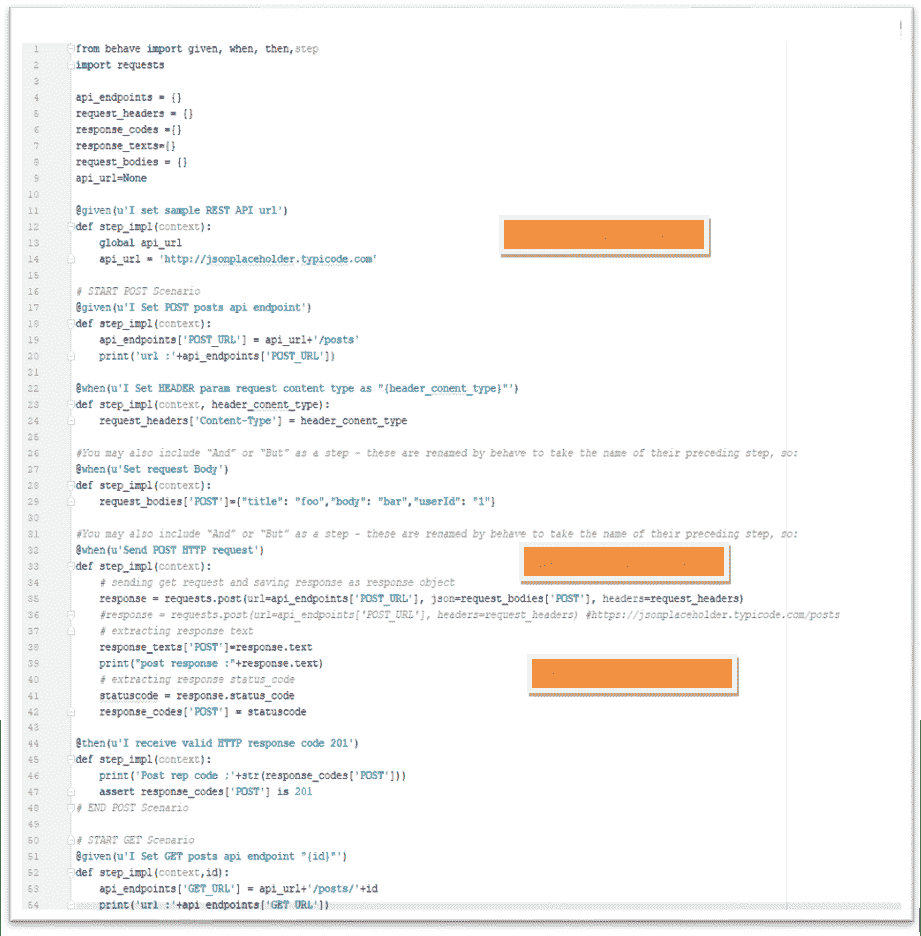 1 from behave import given, when, then,step
2 import requests
3
4 api_endpoints = {}
5 request_headers = {}
6 response_codes ={}
7 response_texts={}
8 request_bodies = {}
9 api_url=None
10
11 @given(u'I set sample REST API url')
12 def step_impl(context):
13 global api_url
14 api_url = 'http://jsonplaceholder.typicode.com'
15
16 # START POST Scenario
17 @given(u'I Set POST posts api endpoint')
18 def step_impl(context):
19 api_endpoints['POST_URL'] = api_url+'/posts'
20 print('url :'+api_endpoints['POST_URL'])
21
22 @when(u'I Set HEADER param request content type as "{header_conent_type}"')
23 def step_impl(context, header_conent_type):
24 request_headers['Content-Type'] = header_conent_type
25
26 #You may also include "And" or "But" as a step - these are renamed by behave to take the name of their preceding step, so:
27 @when(u'Set request Body')
28 def step_impl(context):
29 request_bodies['POST']={"title": "foo","body": "bar","userId": "1"}
30
31 #You may also include "And" or "But" as a step - these are renamed by behave to take the name of their preceding step, so:
32 @when(u'Send POST HTTP request')
33 def step_impl(context):
34 # sending get request and saving response as response object
35 response = requests.post(url=api_endpoints['POST_URL'], json=request_bodies['POST'], headers=request_headers)
36 #response = requests.post(url=api_endpoints['POST_URL'], headers=request_headers) #https://jsonplaceholder.typicode.com/posts
37 # extracting response text
38 response_texts['POST']=response.text
39 print("post response :"+response.text)
40 # extracting response status_code
41 statuscode = response.status_code
42 response_codes['POST'] = statuscode
43
44 @then(u'I receive valid HTTP response code 201')
45 def step_impl(context):
46 print('Post rep code ;'+str(response_codes['POST']))
47 assert response_codes['POST'] is 201
48 # END POST Scenario
49
50 # START GET Scenario
51 @given(u'I Set GET posts api endpoint "{id}"')
52 def step_impl(context,id):
53 api_endpoints['GET_URL'] = api_url+'/posts/'+id
54 print('url :'+api_endpoints['GET_URL'])